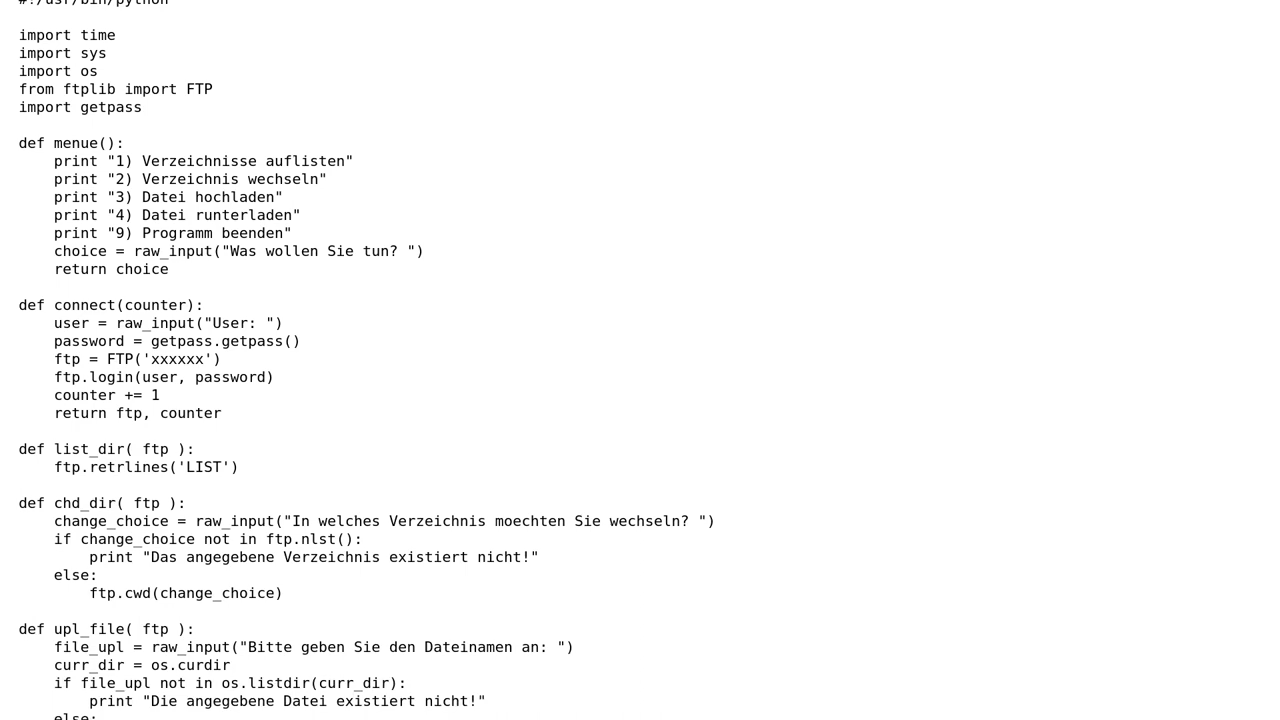 #!/usr/bin/python

import time
import sys
import os
from ftplib import FTP
import getpass

def menue():
    print "1) Verzeichnisse auflisten"
    print "2) Verzeichnis wechseln"
    print "3) Datei hochladen"
    print "4) Datei runterladen"
    print "9) Programm beenden"
    choice = raw_input("Was wollen Sie tun? ")
    return choice

def connect(counter):
    user = raw_input("User: ")
    password = getpass.getpass()
    ftp = FTP('xxxxxx')
    ftp.login(user, password)
    counter += 1
    return ftp, counter

def list_dir( ftp ):
    ftp.retrlines('LIST')

def chd_dir( ftp ):
    change_choice = raw_input("In welches Verzeichnis moechten Sie wechseln? ")
    if change_choice not in ftp.nlst():
        print "Das angegebene Verzeichnis existiert nicht!"
    else:
        ftp.cwd(change_choice)

def upl_file( ftp ):
    file_upl = raw_input("Bitte geben Sie den Dateinamen an: ")
    curr_dir = os.curdir
    if file_upl not in os.listdir(curr_dir):
        print "Die angegebene Datei existiert nicht!"
    else: